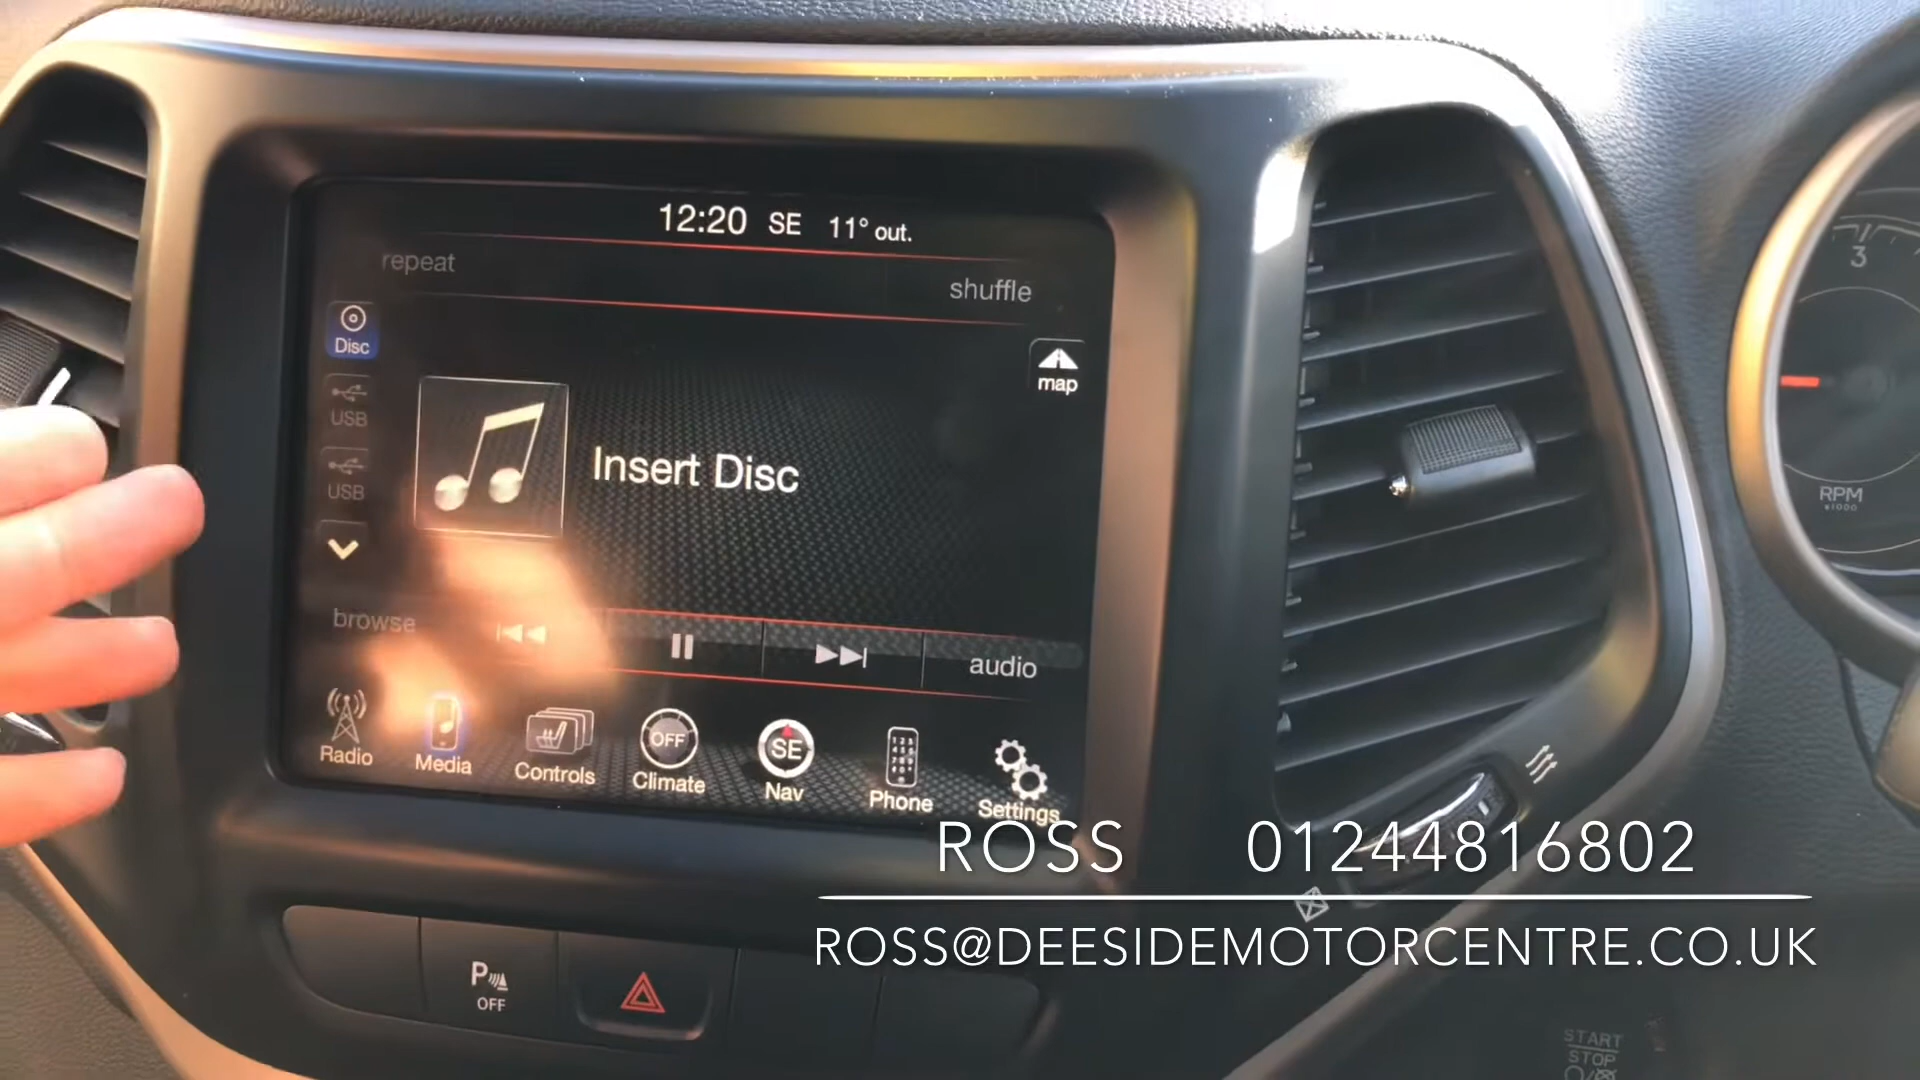 12:20 SE 11° out.
repeat
shuffle
Disc
map
USB
Insert Disc
USB
browse
audio
Radio
Media
Controls
OFF
Climate
SE
Nav
Phone
Settings
3
RPM
x1000
ROSS 01244816802
ROSS@DEESIDEMOTORCENTRE.CO.UK
P
OFF
START
STOP